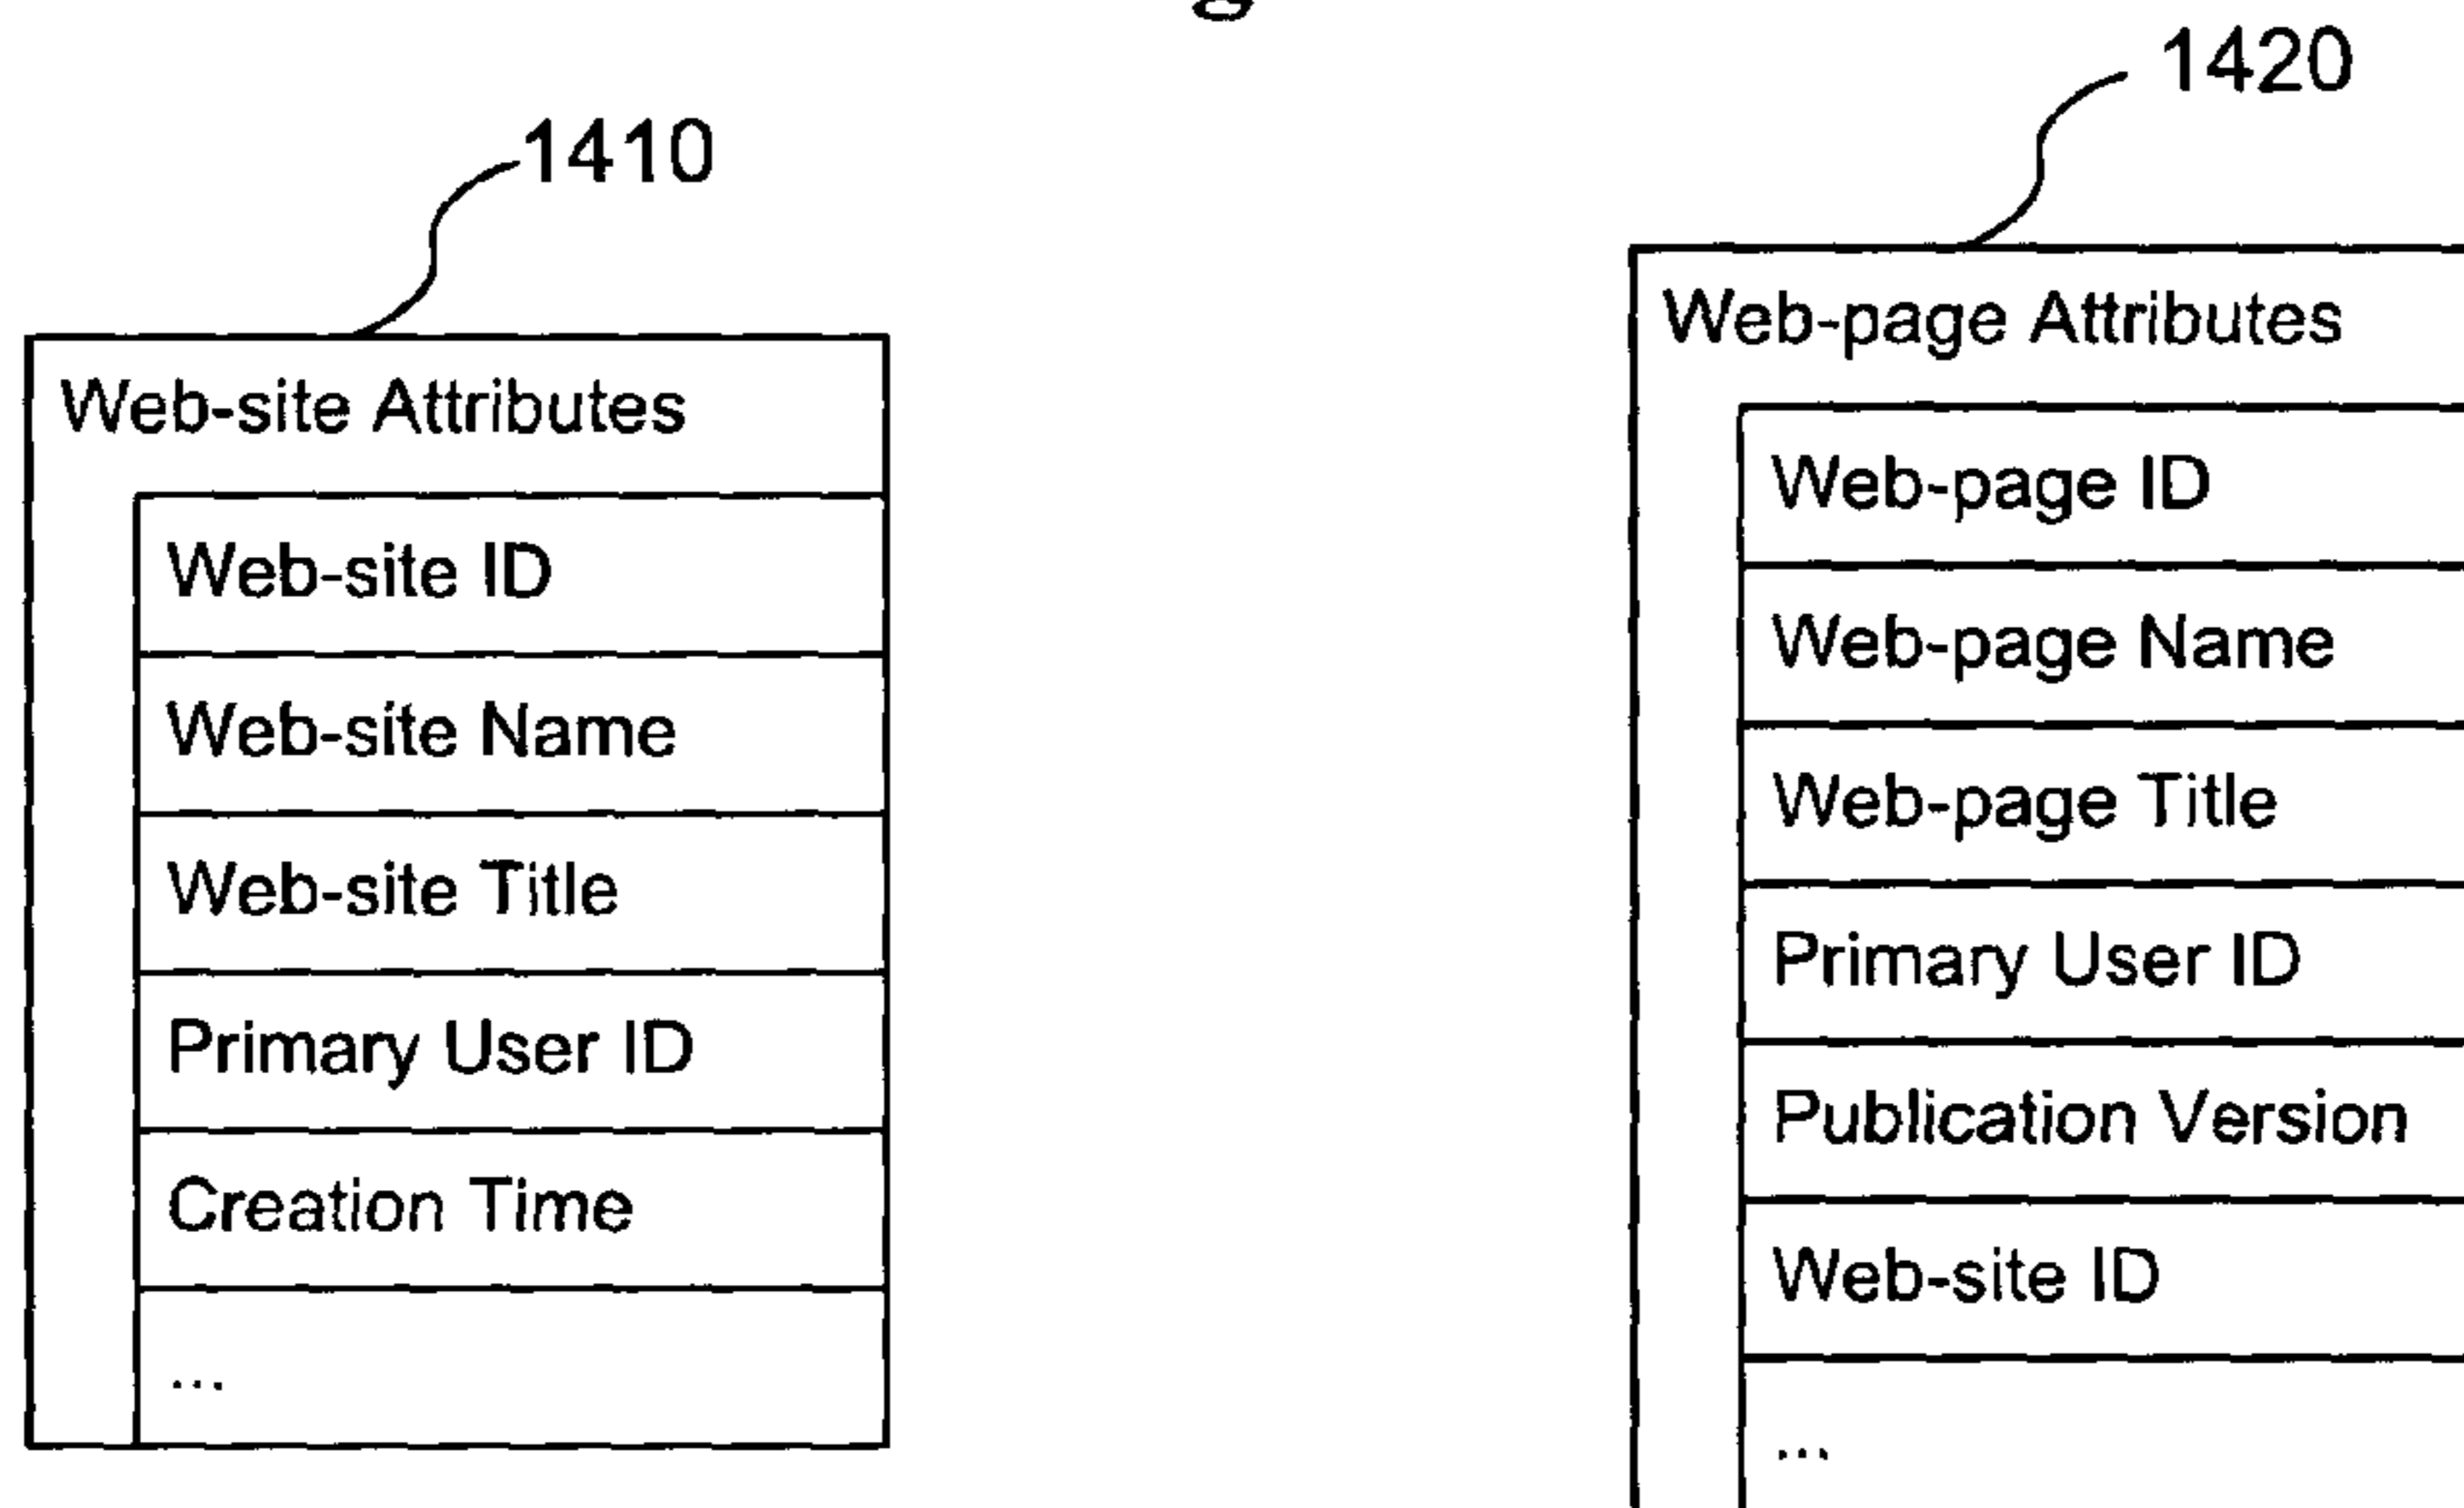 1410
Web-site Attributes
Web-site ID
Web-site Name
Web-site Title
Primary User ID
Creation Time
...
1420
Web-page Attributes
Web-page ID
Web-page Name
Web-page Title
Primary User ID
Publication Version
Web-site ID
...